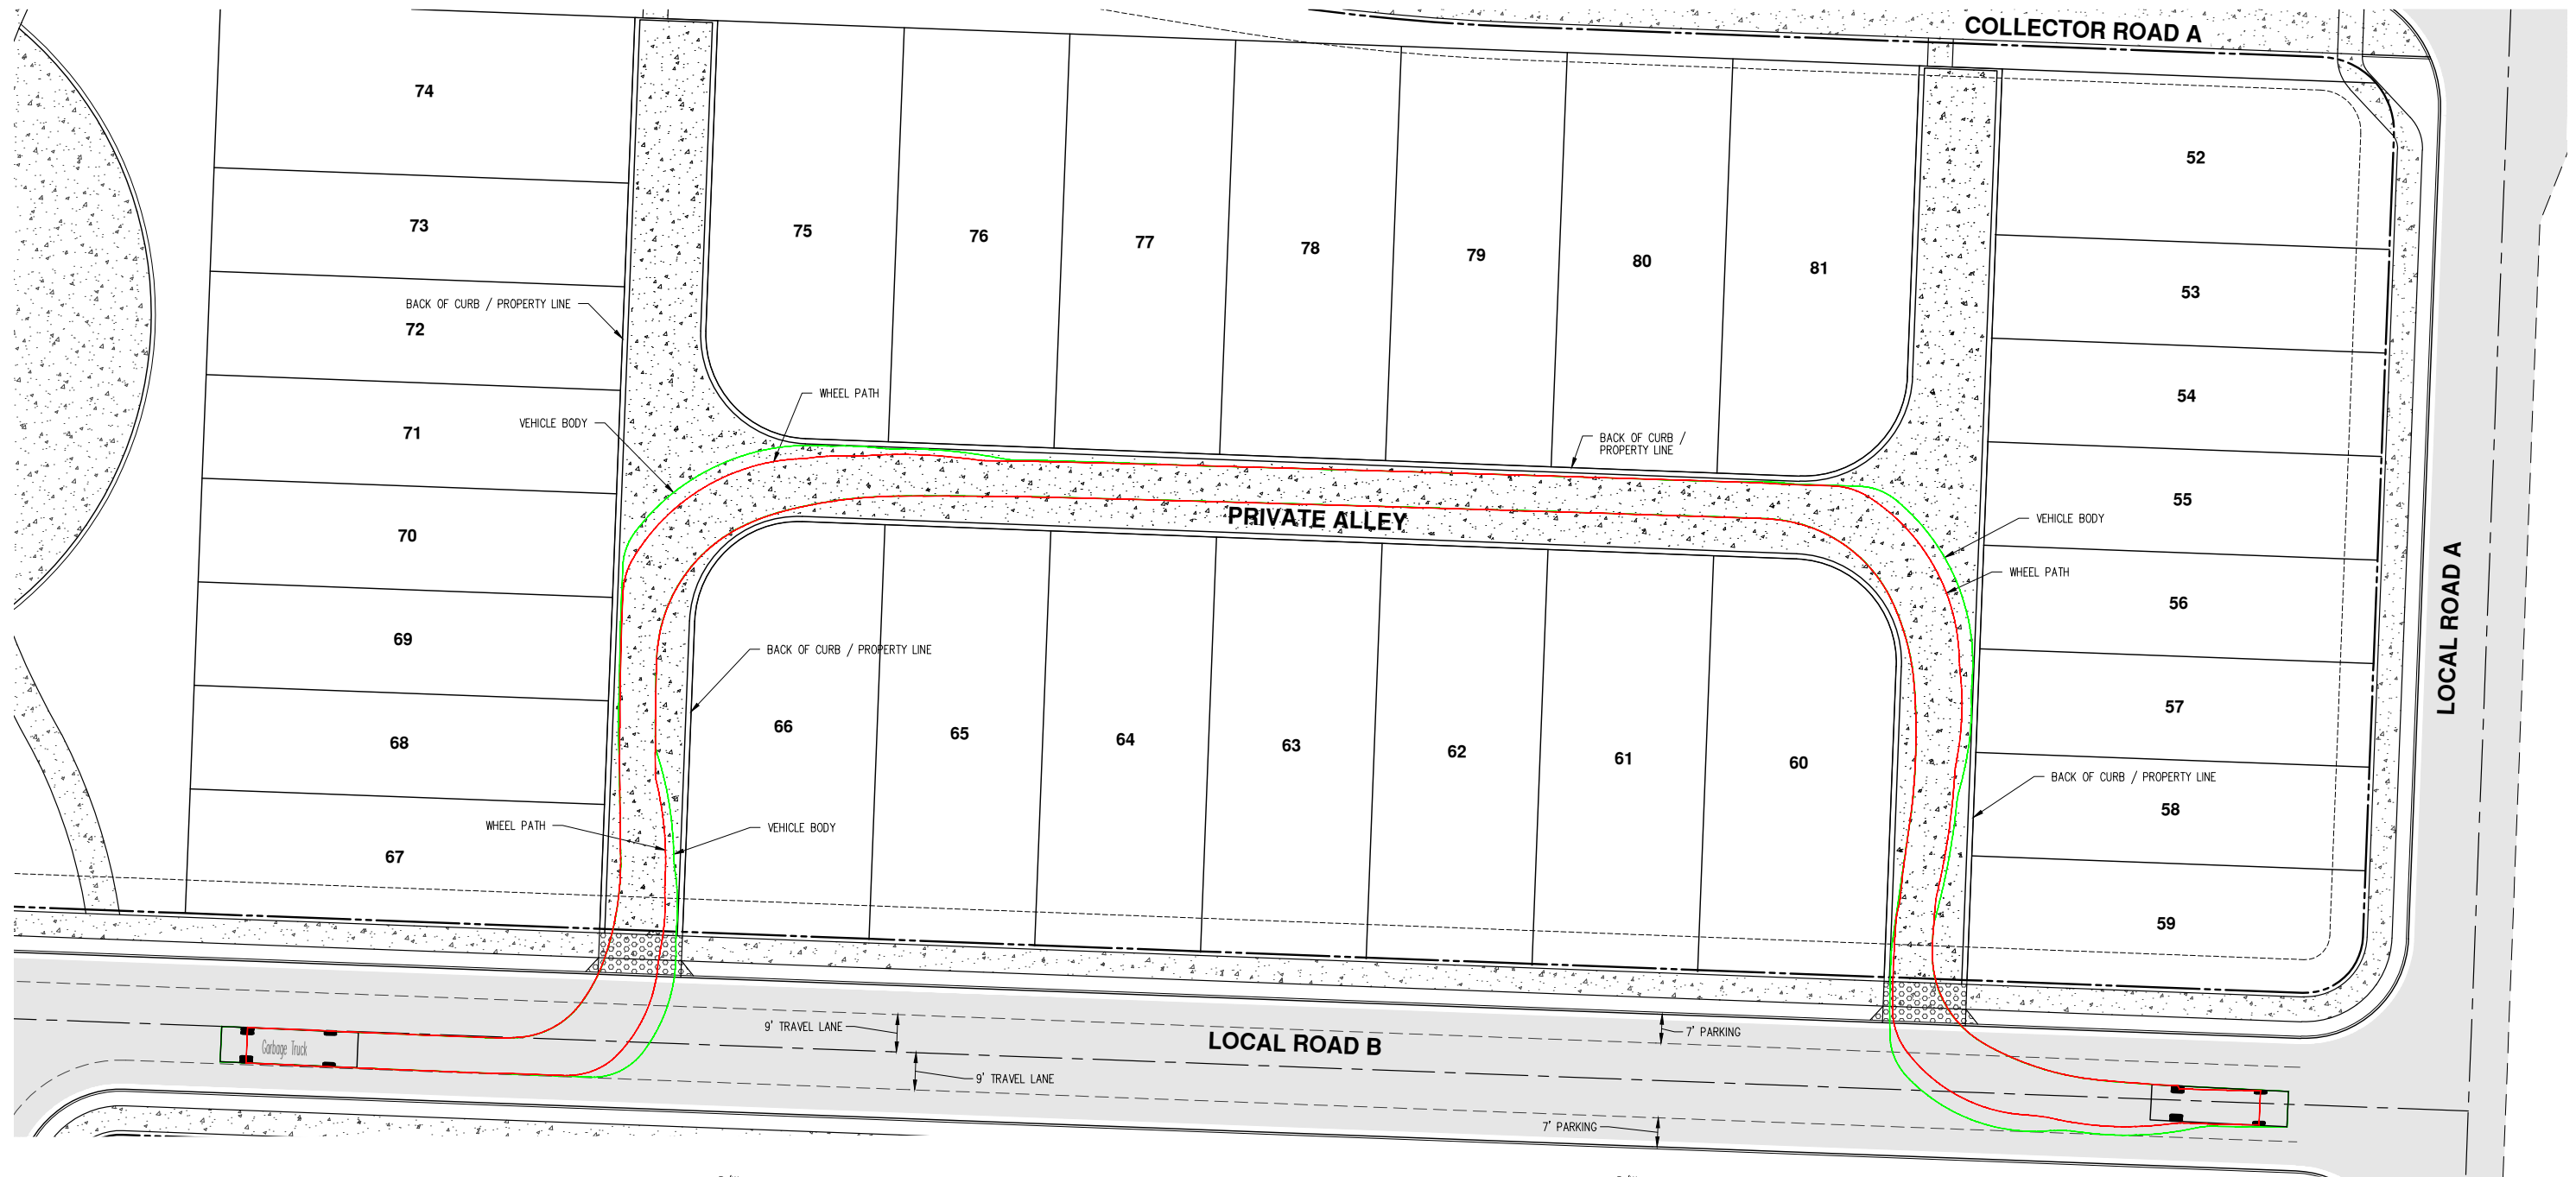 COLLECTOR ROAD A
74
52
73
75
76
77
78
79
80
81
53
BACK OF CURB / PROPERTY LINE
72
WHEEL PATH
54
VEHICLE BODY
71
BACK OF CURB /
PROPERTY LINE
55
PRIVATE ALLEY
VEHICLE BODY
70
WHEEL PATH
56
LOCAL ROAD A
69
BACK OF CURB / PROPERTY LINE
57
66
65
64
63
62
61
60
68
BACK OF CURB / PROPERTY LINE
58
WHEEL PATH
VEHICLE BODY
67
59
9' TRAVEL LANE
7' PARKING
Garbage Truck
LOCAL ROAD B
9' TRAVEL LANE
7' PARKING